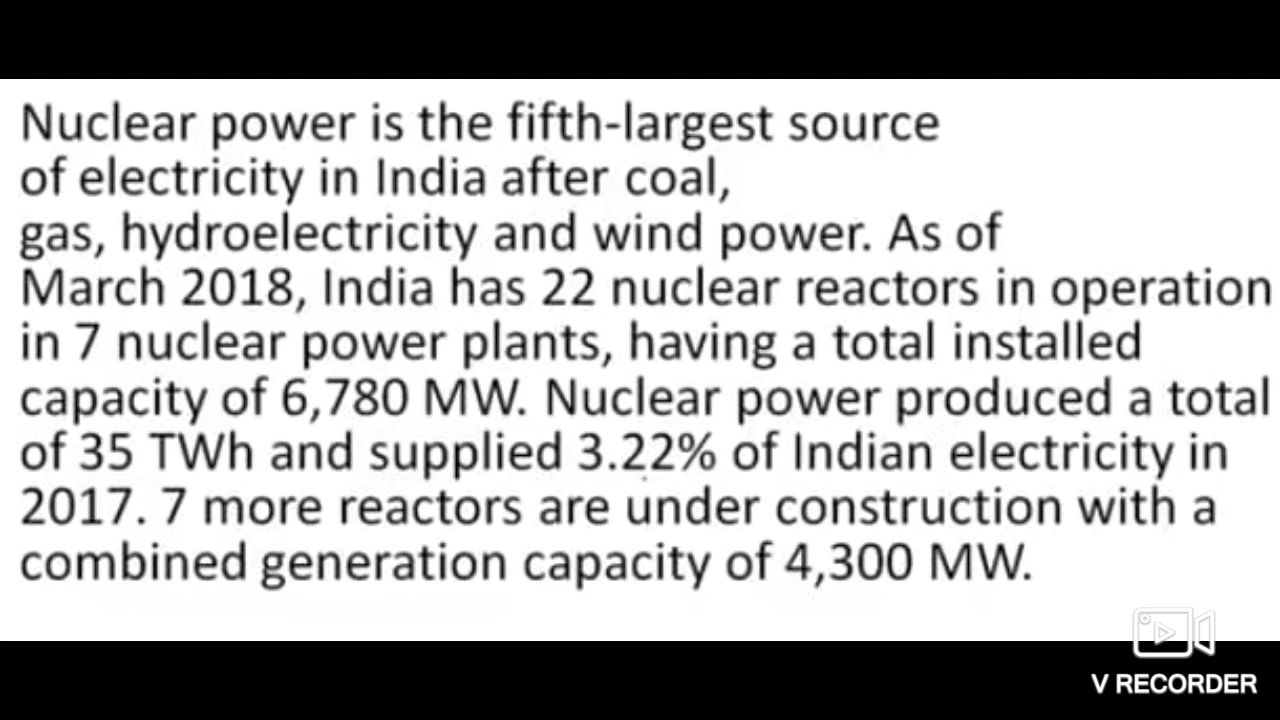 Nuclear power is the fifth-largest source
of electricity in India after coal,
gas, hydroelectricity and wind power. As of
March 2018, India has 22 nuclear reactors in operation
in 7 nuclear power plants, having a total installed
capacity of 6,780 MW. Nuclear power produced a total
of 35 TWh and supplied 3.22% of Indian electricity in
2017. 7 more reactors are under construction with a
combined generation capacity of 4,300 MW.
V RECORDER